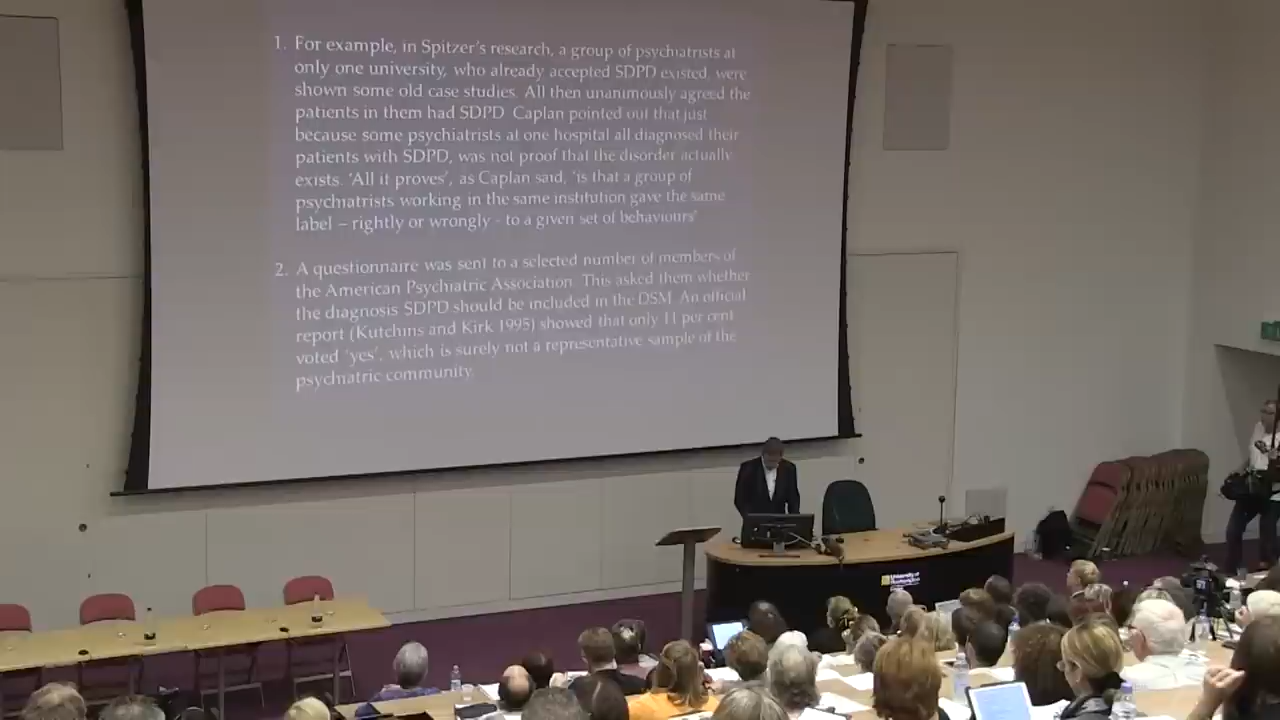 1. For example, in Spitzer's research, a group of psychiatrists at
only one university, who already accepted SDPD existed, were
shown some old case studies. All then unanimously agreed the
patients in them had SDPD. Caplan pointed out that just
because some psychiatrists at one hospital all diagnosed their
patients with SDPD, was not proof that the disorder actually
exists. 'All it proves', as Caplan said, 'is that a group of
psychiatrists working in the same institution gave the same
label – rightly or wrongly - to a given set of behaviours'
2. A questionnaire was sent to a selected number of members of
the American Psychiatric Association. This asked them whether
the diagnosis SDPD should be included in the DSM. An official
report (Kutchins and Kirk 1995) showed that only 11 per cent
voted 'yes', which is surely not a representative sample of the
psychiatric community.
University of